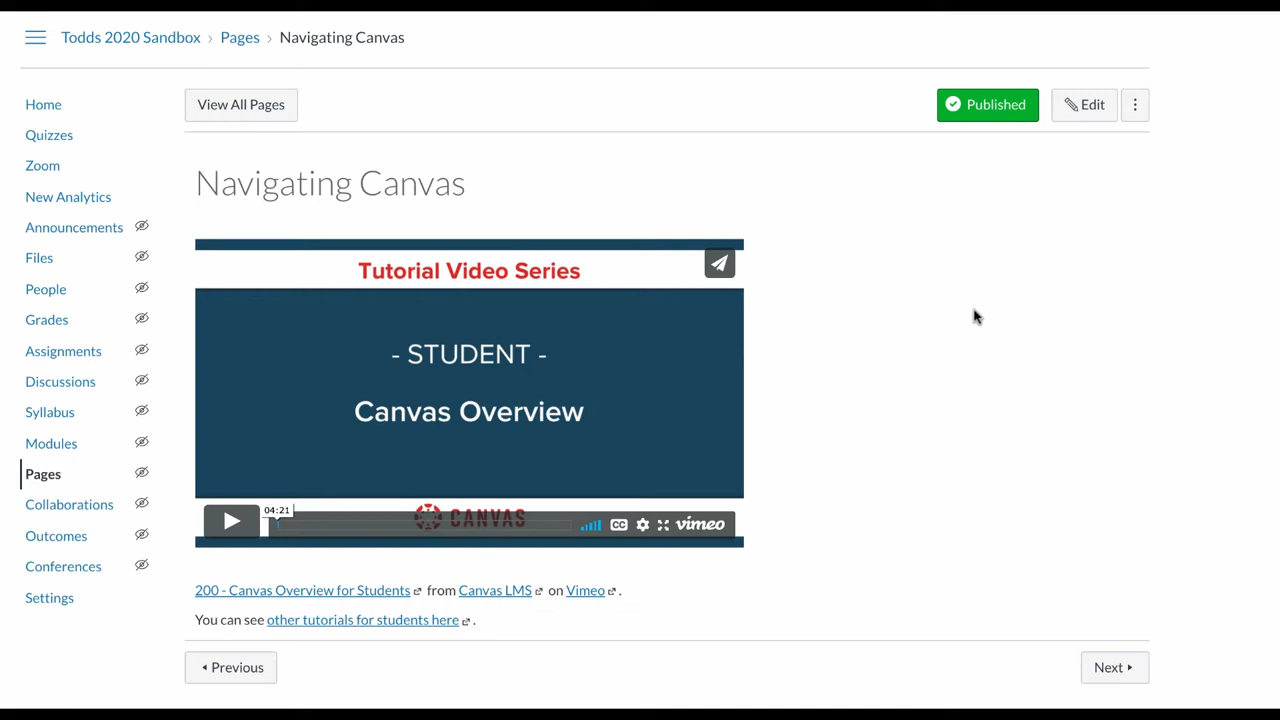 Todds 2020 Sandbox › Pages › Navigating Canvas
View All Pages
Published
Edit
Home
Quizzes
Zoom
New Analytics
Announcements
Files
People
Grades
Assignments
Discussions
Syllabus
Modules
Pages
Collaborations
Outcomes
Conferences
Settings
Navigating Canvas
Tutorial Video Series
- STUDENT -
Canvas Overview
CANVAS
04:21
CC
vimeo
200 - Canvas Overview for Students from Canvas LMS on Vimeo .
You can see other tutorials for students here .
Previous
Next